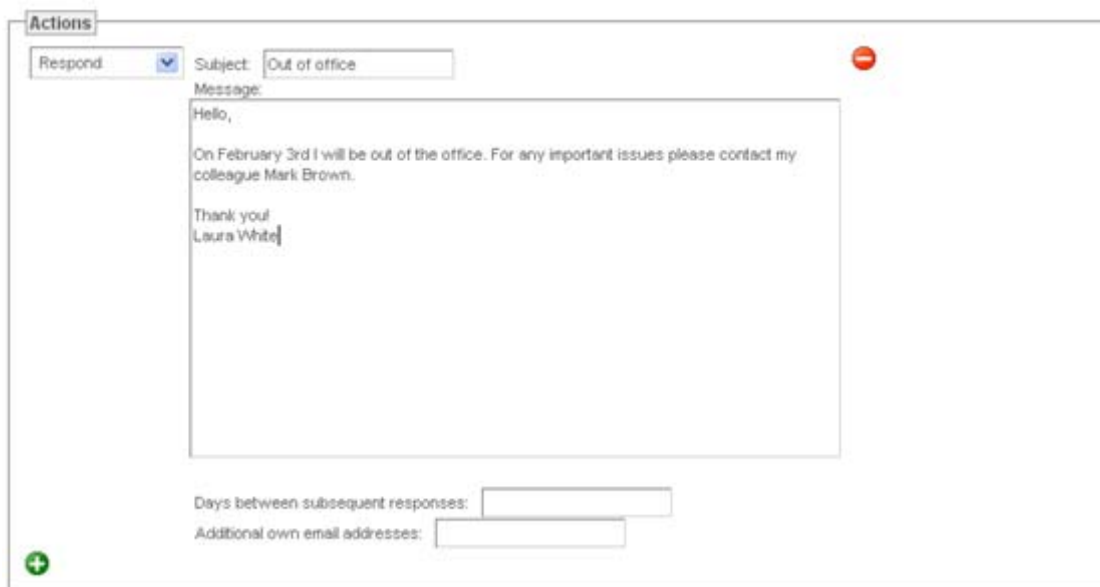 Actions
Respond Subject: Out of office
Message:
Hello,
On February 3rd I will be out of the office. For any important issues please contact my
colleague Mark Brown.
Thank you!
Laura White
Days between subsequent responses:
Additional own email addresses: